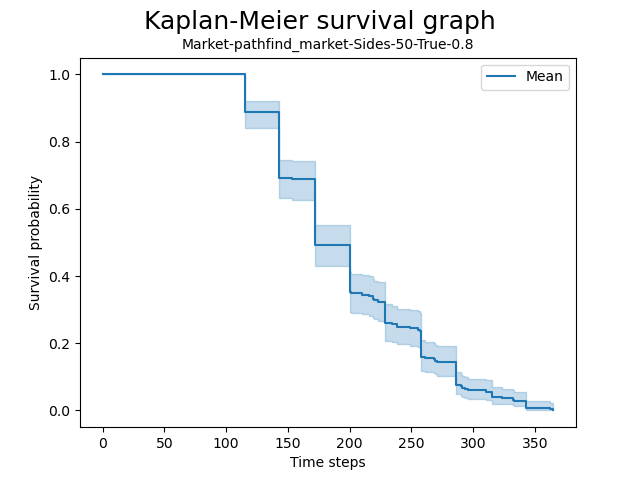 Kaplan-Meier survival graph
Market-pathfind_market-Sides-50-True-0.8
Mean
1.0
0.8
0.6
0.4
0.2
0.0
Survival probability
0 50 100 150 200 250 300 350
Time steps